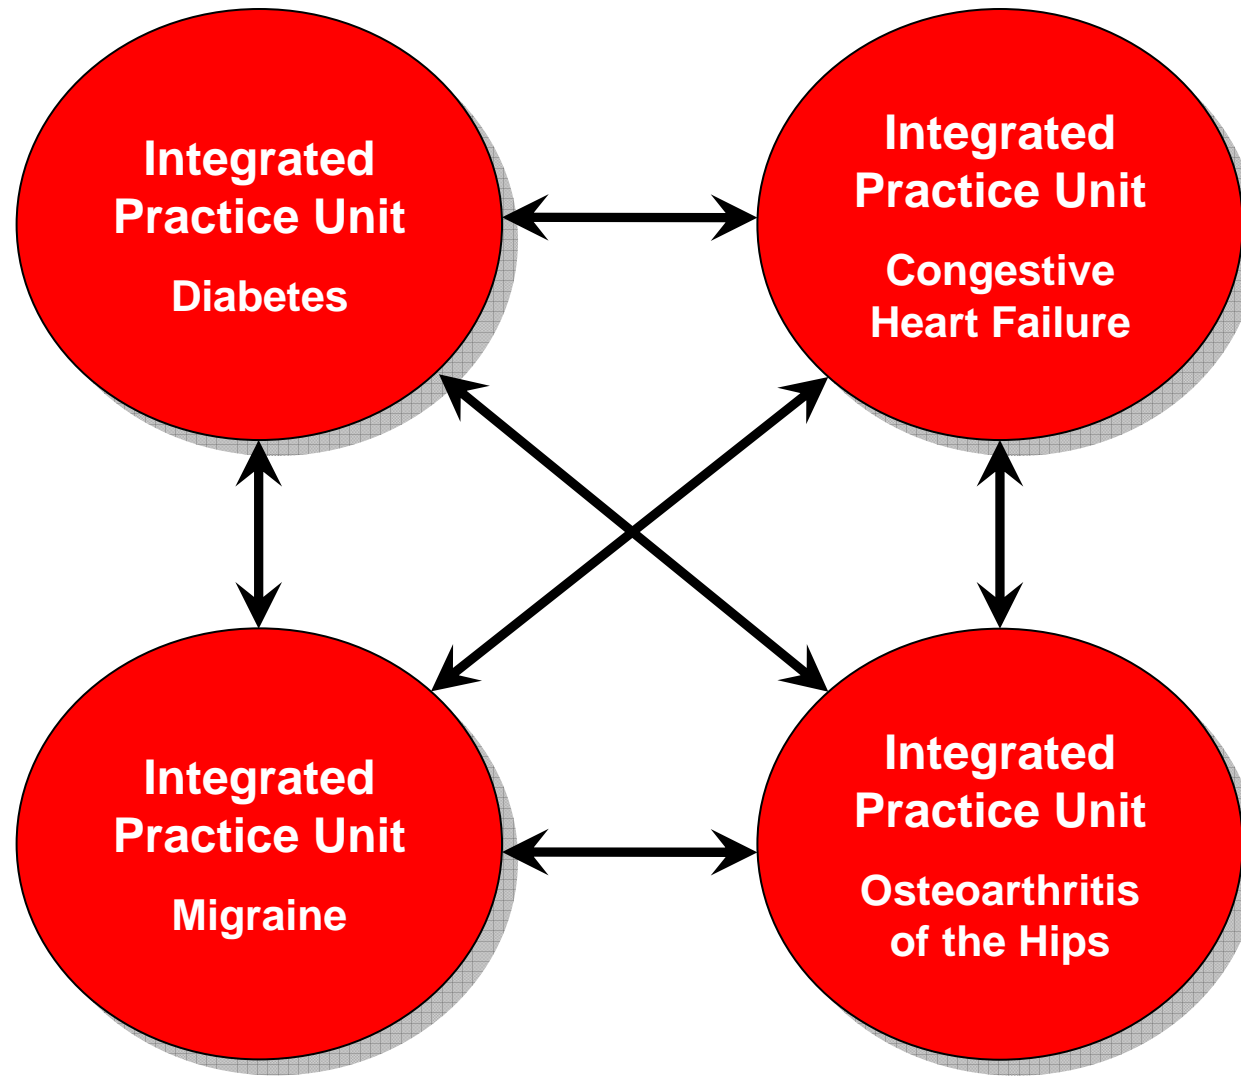 Integrated
Practice Unit
Diabetes
Integrated
Practice Unit
Congestive
Heart Failure
Integrated
Practice Unit
Migraine
Integrated
Practice Unit
Osteoarthritis
of the Hips